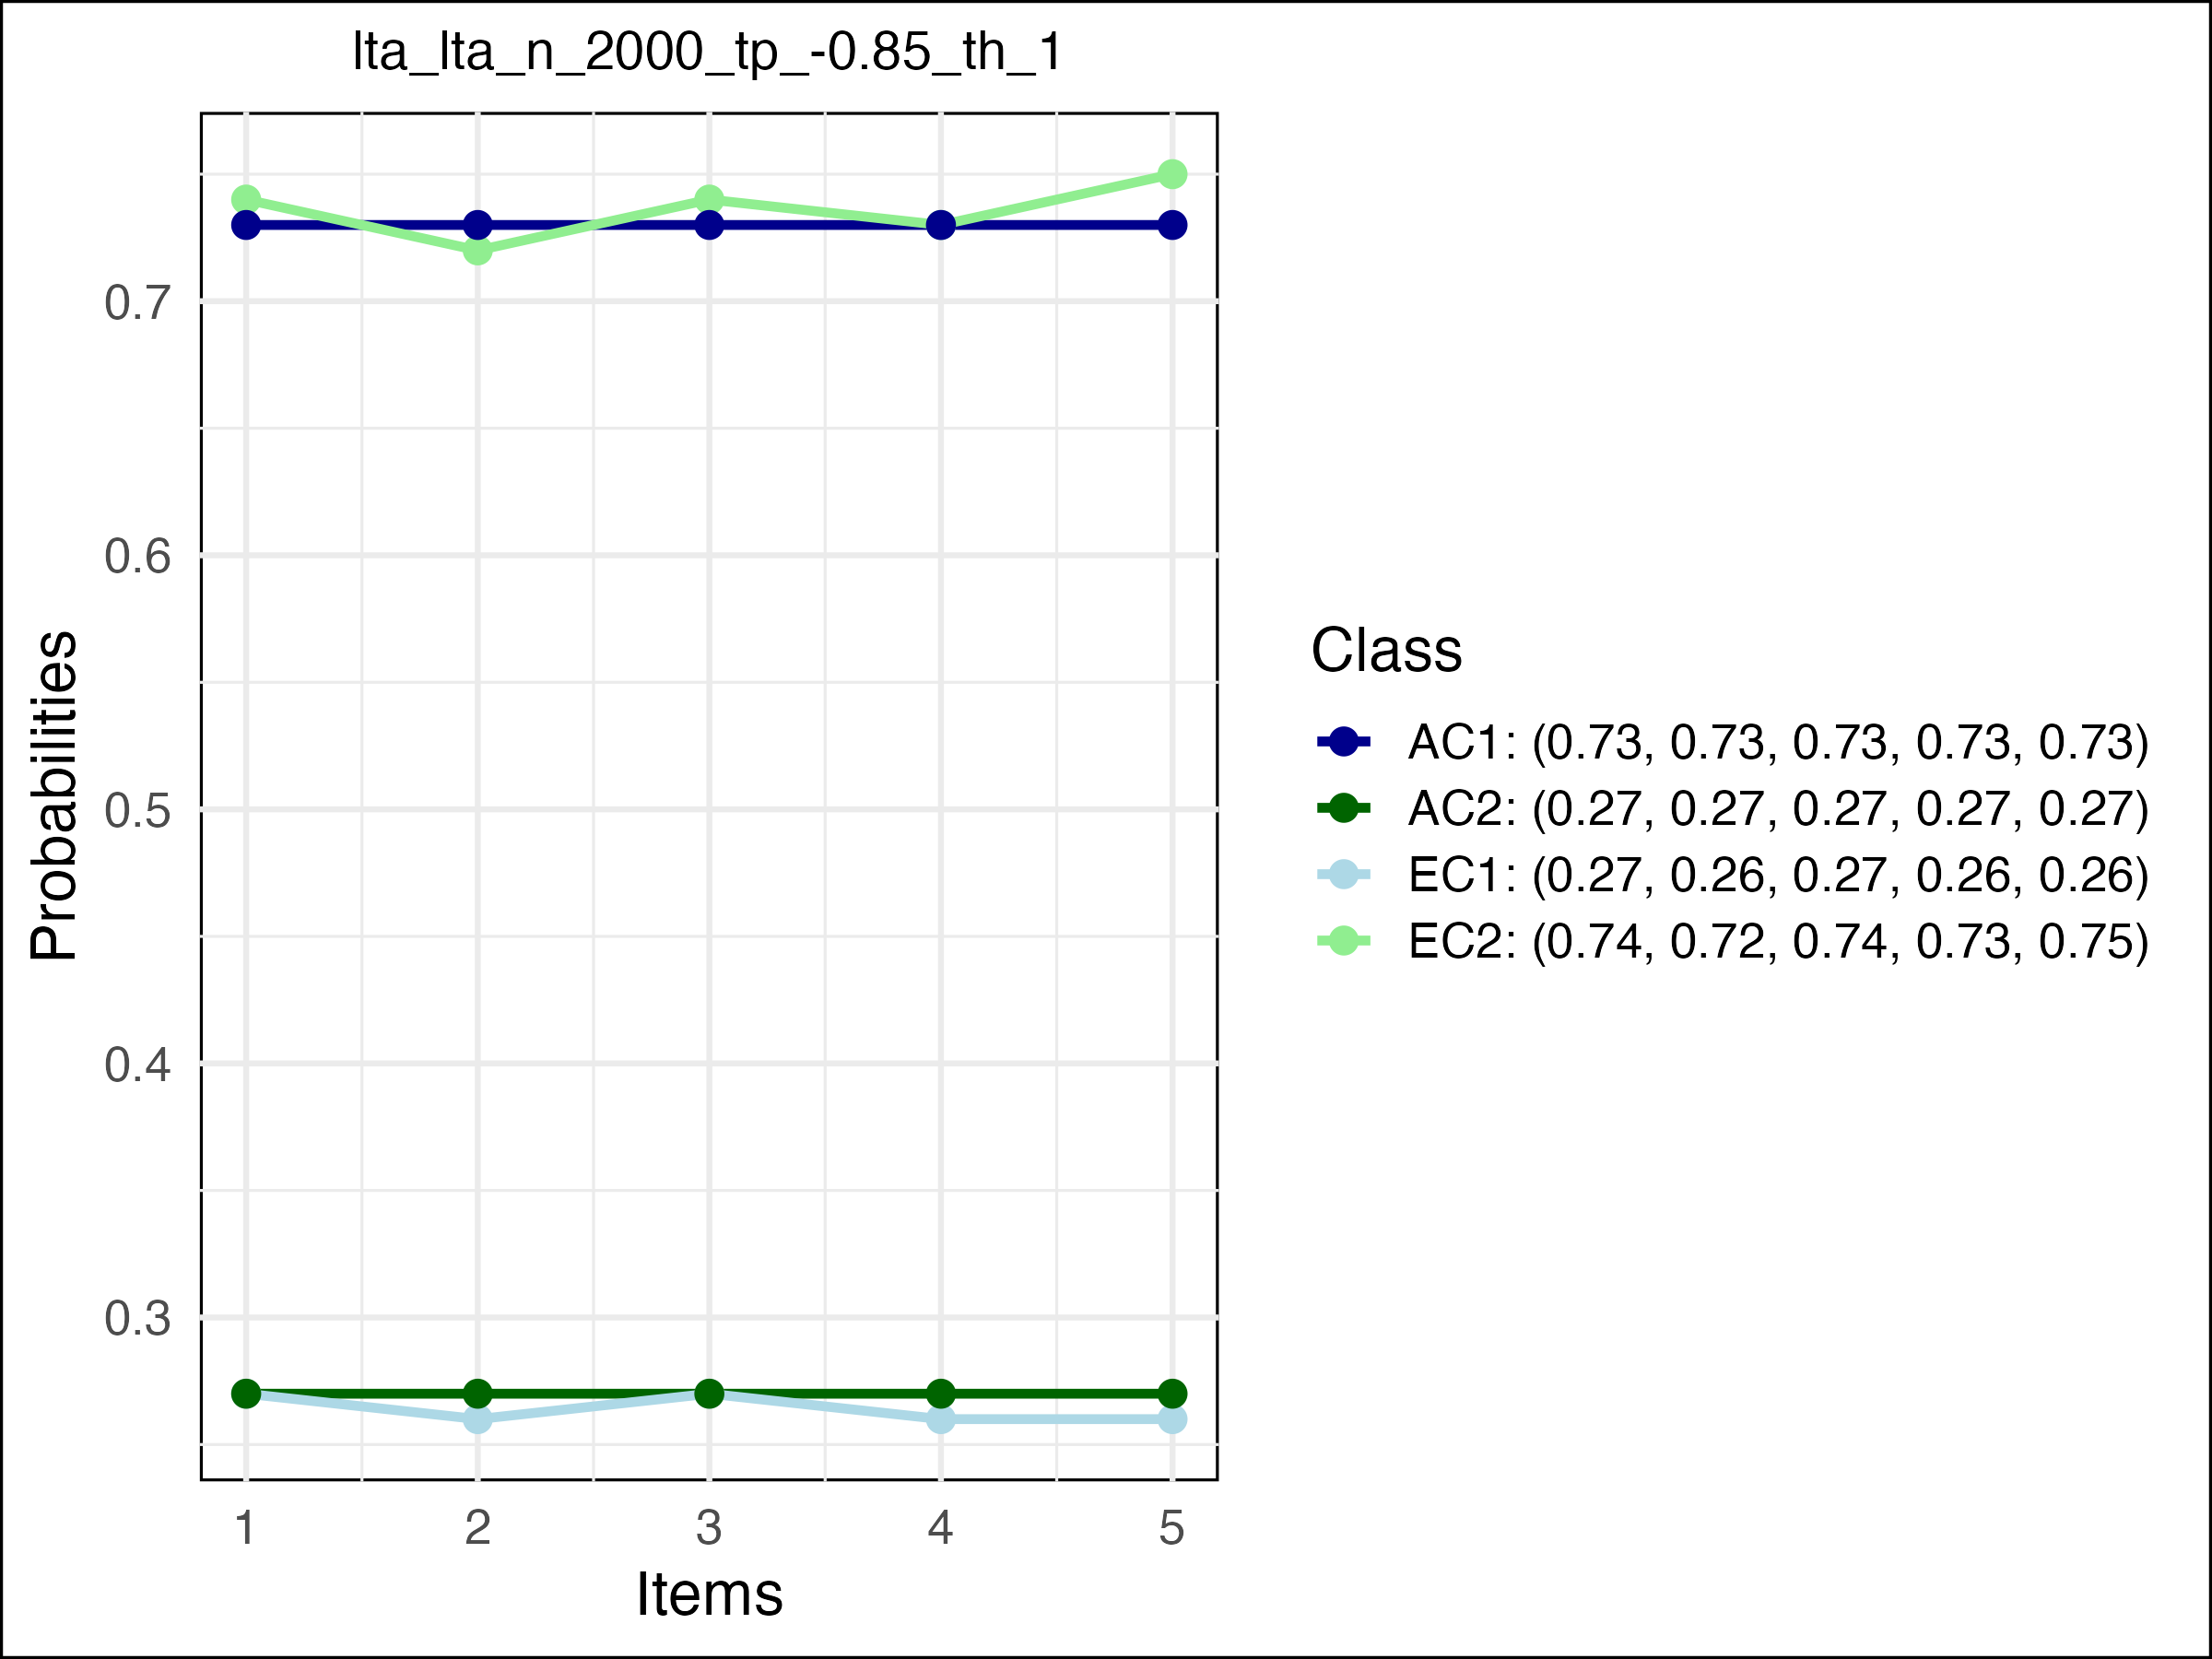 lta_lta_n_2000_tp_-0.85_th_1
Probabilities
0.7
0.6
0.5
0.4
0.3
1 2 3 4 5
Items
Class
AC1: (0.73, 0.73, 0.73, 0.73, 0.73)
AC2: (0.27, 0.27, 0.27, 0.27, 0.27)
EC1: (0.27, 0.26, 0.27, 0.26, 0.26)
EC2: (0.74, 0.72, 0.74, 0.73, 0.75)